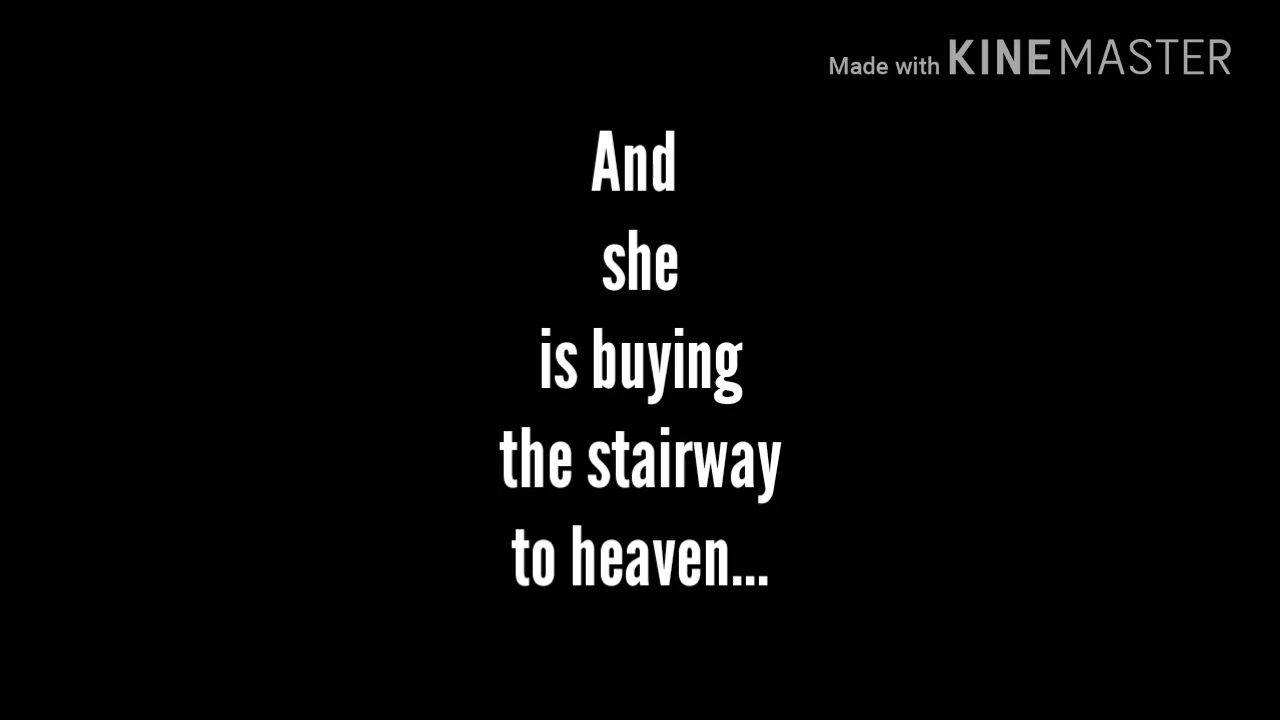 Made with KINEMASTER
And
she
is buying
the stairway
to heaven...